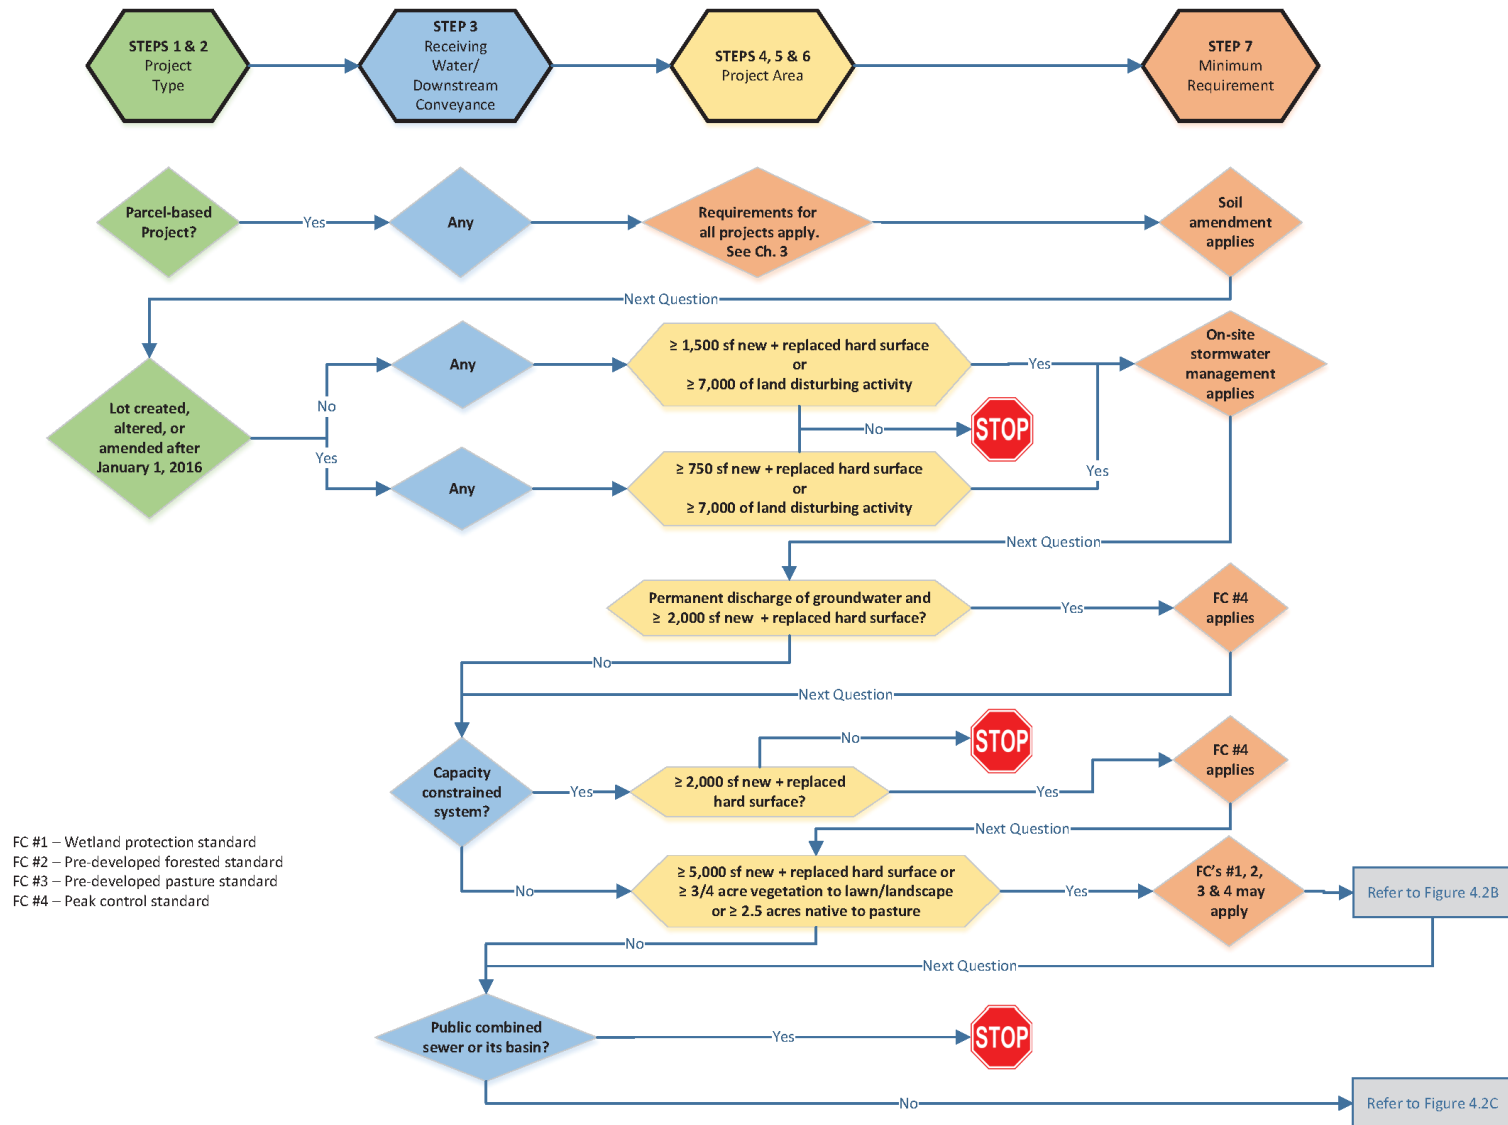 STEPS 1 & 2
Project
Type
STEP 3
Receiving
Water/
Downstream
Conveyance
STEPS 4, 5 & 6
Project Area
STEP 7
Minimum
Requirement
Parcel-based
Project?
Yes
Any
Requirements for
all projects apply.
See Ch. 3
Soil
amendment
applies
Next Question
Lot created,
altered, or
amended after
January 1, 2016
No
Yes
Any
≥ 1,500 sf new + replaced hard surface
or
≥ 7,000 of land disturbing activity
Yes
On-site
stormwater
management
applies
No
STOP
Any
≥ 750 sf new + replaced hard surface
or
≥ 7,000 of land disturbing activity
Yes
Next Question
Permanent discharge of groundwater and
≥ 2,000 sf new + replaced hard surface?
Yes
FC #4
applies
No
Next Question
Capacity
constrained
system?
Yes
≥ 2,000 sf new + replaced
hard surface?
No
STOP
Yes
FC #4
applies
Next Question
FC #1 – Wetland protection standard
FC #2 – Pre-developed forested standard
FC #3 – Pre-developed pasture standard
FC #4 – Peak control standard
No
≥ 5,000 sf new + replaced hard surface or
≥ 3/4 acre vegetation to lawn/landscape
or ≥ 2.5 acres native to pasture
Yes
FC's #1, 2,
3 & 4 may
apply
Refer to Figure 4.2B
No
Next Question
Public combined
sewer or its basin?
Yes
STOP
No
Refer to Figure 4.2C